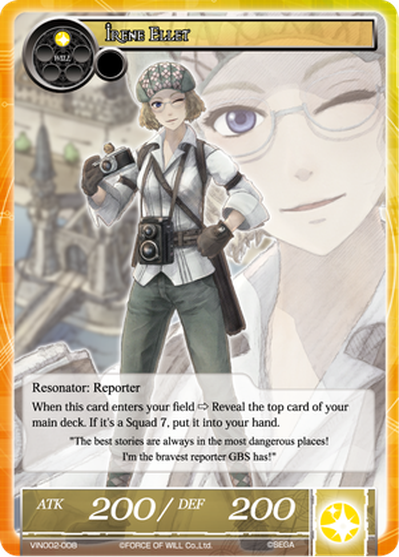 Irene Ellet
WILL
Resonator: Reporter
When this card enters your field ⇨ Reveal the top card of your
main deck. If it's a Squad 7, put it into your hand.
"The best stories are always in the most dangerous places!
I'm the bravest reporter GBS has!"
ATK 200 / DEF 200
VIN002-008 ©FORCE OF WILL Co.,Ltd. ©SEGA